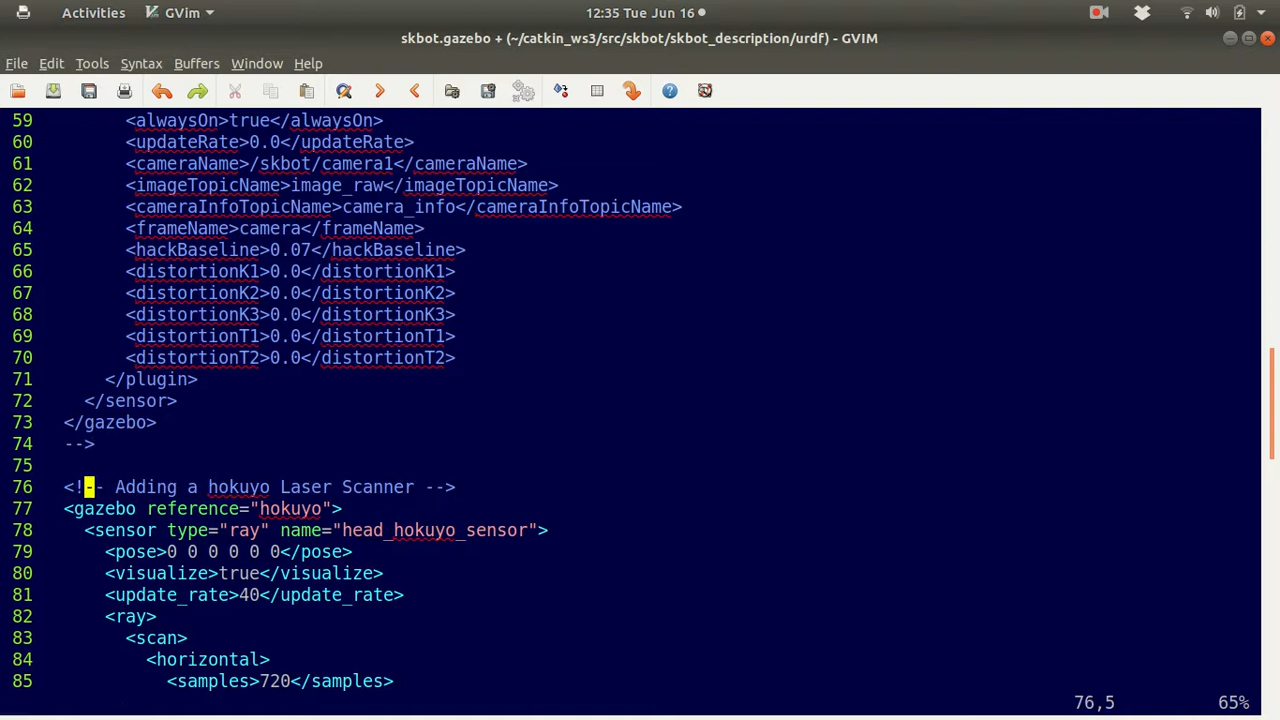 Activities GVim 12:35 Tue Jun 16
skbot.gazebo + (~/catkin_ws3/src/skbot/skbot_description/urdf) - GVIM
File Edit Tools Syntax Buffers Window Help
59 <alwaysOn>true</alwaysOn>
60 <updateRate>0.0</updateRate>
61 <cameraName>/skbot/camera1</cameraName>
62 <imageTopicName>image_raw</imageTopicName>
63 <cameraInfoTopicName>camera_info</cameraInfoTopicName>
64 <frameName>camera</frameName>
65 <hackBaseline>0.07</hackBaseline>
66 <distortionK1>0.0</distortionK1>
67 <distortionK2>0.0</distortionK2>
68 <distortionK3>0.0</distortionK3>
69 <distortionT1>0.0</distortionT1>
70 <distortionT2>0.0</distortionT2>
71 </plugin>
72 </sensor>
73 </gazebo>
74 -->
75
76 <!-- Adding a hokuyo Laser Scanner -->
77 <gazebo reference="hokuyo">
78 <sensor type="ray" name="head_hokuyo_sensor">
79 <pose>0 0 0 0 0 0</pose>
80 <visualize>true</visualize>
81 <update_rate>40</update_rate>
82 <ray>
83 <scan>
84 <horizontal>
85 <samples>720</samples>
76,5 65%